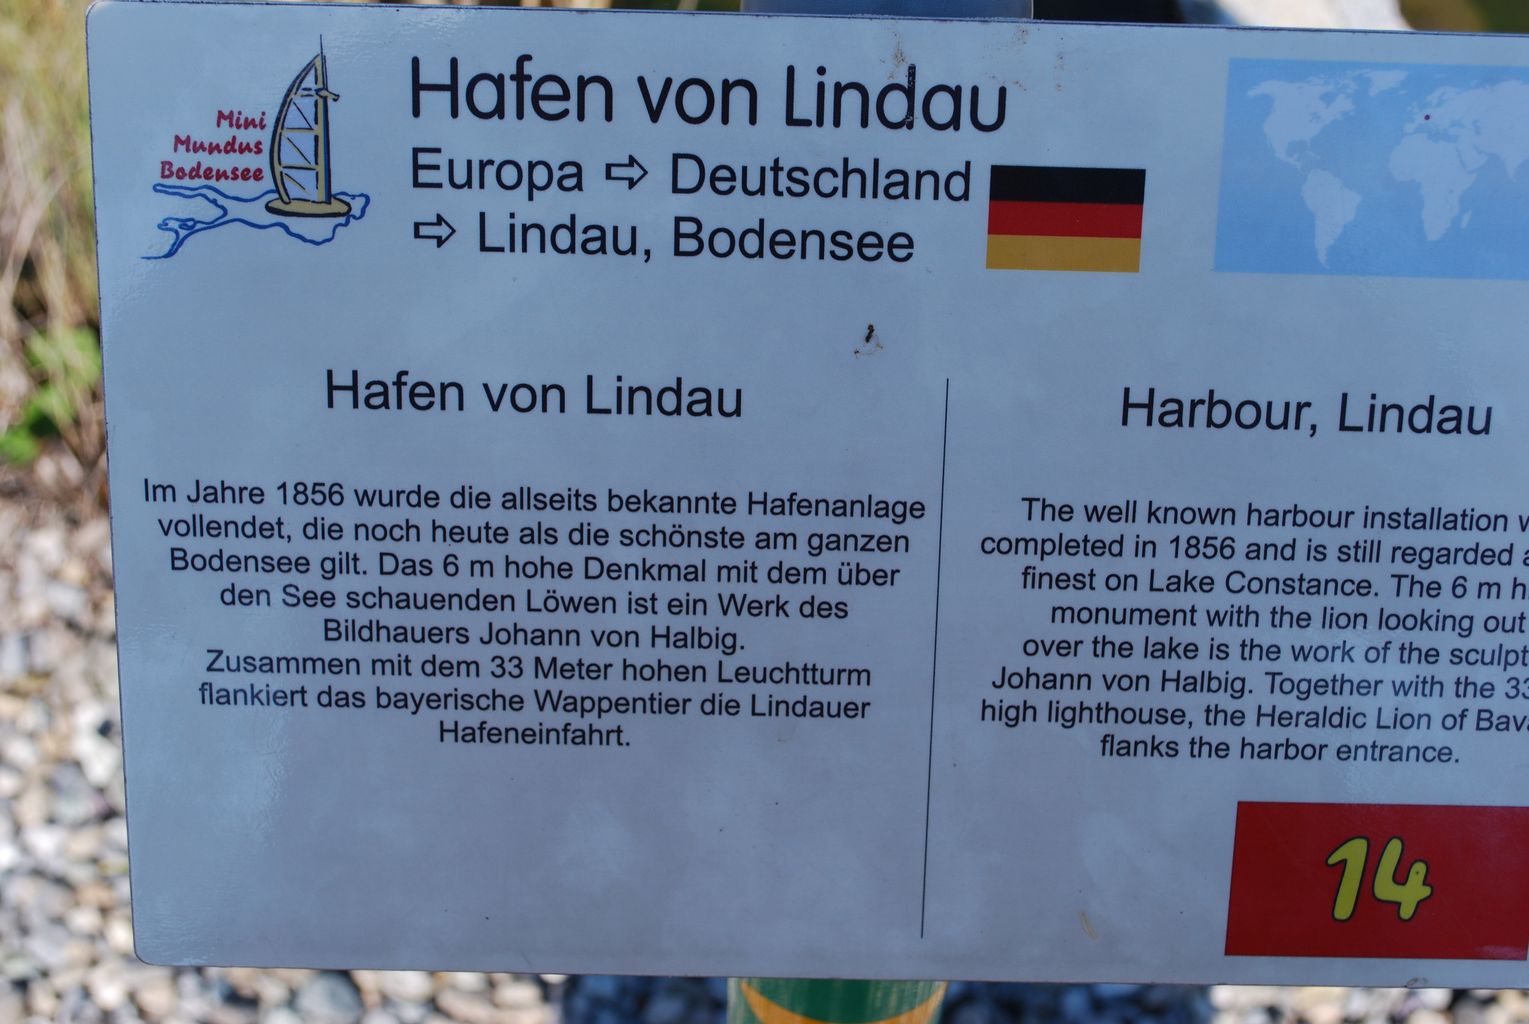 Mini
Mundus
Bodensee
Hafen von Lindau
Europa ⇨ Deutschland
⇨ Lindau, Bodensee
Hafen von Lindau
Im Jahre 1856 wurde die allseits bekannte Hafenanlage
vollendet, die noch heute als die schönste am ganzen
Bodensee gilt. Das 6 m hohe Denkmal mit dem über
den See schauenden Löwen ist ein Werk des
Bildhauers Johann von Halbig.
Zusammen mit dem 33 Meter hohen Leuchtturm
flankiert das bayerische Wappentier die Lindauer
Hafeneinfahrt.
Harbour, Lindau
The well known harbour installation
completed in 1856 and is still regarded
finest on Lake Constance. The 6 m
monument with the lion looking out
over the lake is the work of the
Johann von Halbig. Together with the 33
high lighthouse, the Heraldic Lion of
flanks the harbor entrance.
14